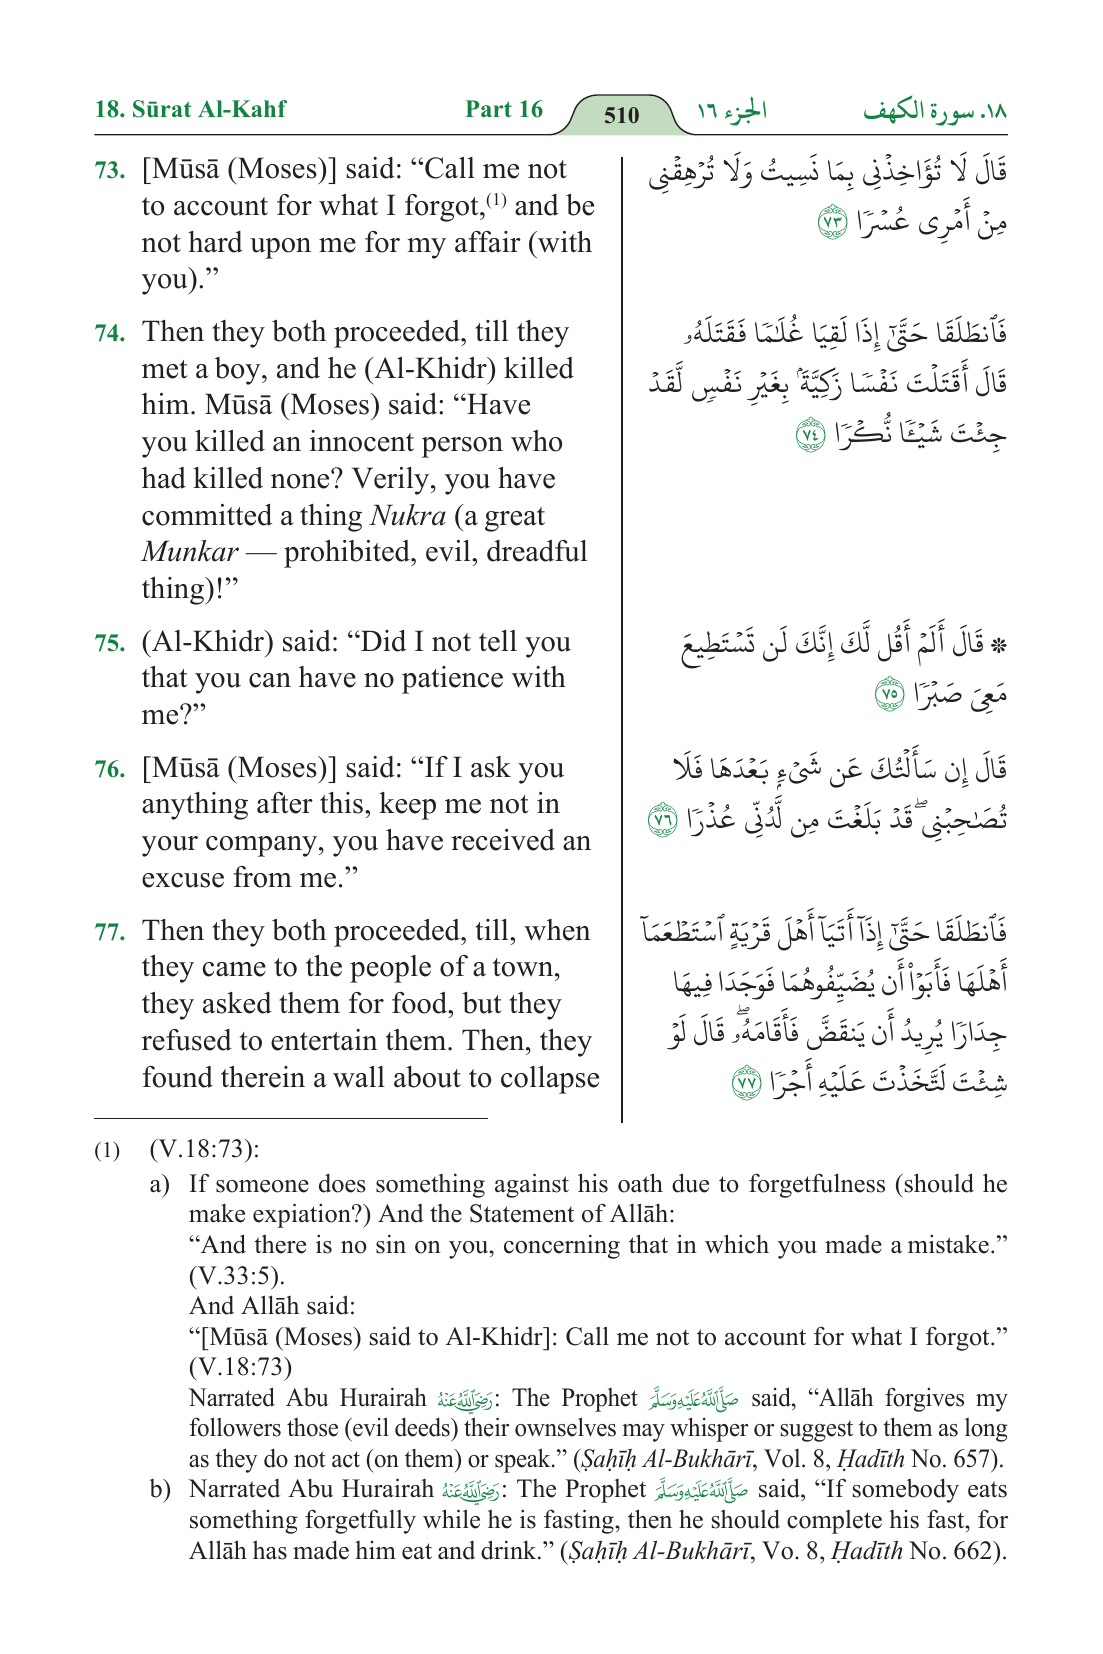 18. Sūrat Al-Kahf Part 16 510 الجزء ١٦ ١٨. سورة الكهف
73. [Mūsā (Moses)] said: “Call me not
to account for what I forgot,(1) and be
not hard upon me for my affair (with
you).”
قَالَ لَا تُؤَاخِذْنِى بِمَا نَسِيتُ وَلَا تُرْهِقْنِى
مِنْ أَمْرِى عُسْرًا ٧٣
74. Then they both proceeded, till they
met a boy, and he (Al-Khidr) killed
him. Mūsā (Moses) said: “Have
you killed an innocent person who
had killed none? Verily, you have
committed a thing Nukra (a great
Munkar — prohibited, evil, dreadful
thing)!”
فَٱنطَلَقَا حَتَّىٰٓ إِذَا لَقِيَا غُلَـٰمًا فَقَتَلَهُۥ
قَالَ أَقَتَلْتَ نَفْسًا زَكِيَّةًۢ بِغَيْرِ نَفْسٍ لَّقَدْ
جِئْتَ شَيْـًٔا نُّكْرًا ٧٤
75. (Al-Khidr) said: “Did I not tell you
that you can have no patience with
me?”
۞ قَالَ أَلَمْ أَقُل لَّكَ إِنَّكَ لَن تَسْتَطِيعَ
مَعِىَ صَبْرًا ٧٥
76. [Mūsā (Moses)] said: “If I ask you
anything after this, keep me not in
your company, you have received an
excuse from me.”
قَالَ إِن سَأَلْتُكَ عَن شَىْءٍۭ بَعْدَهَا فَلَا
تُصَـٰحِبْنِى ۖ قَدْ بَلَغْتَ مِن لَّدُنِّى عُذْرًا ٧٦
77. Then they both proceeded, till, when
they came to the people of a town,
they asked them for food, but they
refused to entertain them. Then, they
found therein a wall about to collapse
فَٱنطَلَقَا حَتَّىٰٓ إِذَآ أَتَيَآ أَهْلَ قَرْيَةٍ ٱسْتَطْعَمَآ
أَهْلَهَا فَأَبَوْا۟ أَن يُضَيِّفُوهُمَا فَوَجَدَا فِيهَا
جِدَارًا يُرِيدُ أَن يَنقَضَّ فَأَقَامَهُۥ ۖ قَالَ لَوْ
شِئْتَ لَتَّخَذْتَ عَلَيْهِ أَجْرًا ٧٧
(1) (V.18:73):
a) If someone does something against his oath due to forgetfulness (should he
make expiation?) And the Statement of Allāh:
“And there is no sin on you, concerning that in which you made a mistake.”
(V.33:5).
And Allāh said:
“[Mūsā (Moses) said to Al-Khidr]: Call me not to account for what I forgot.”
(V.18:73)
Narrated Abu Hurairah رَضِيَ اللَّهُ عَنْهُ: The Prophet صَلَّى اللَّهُ عَلَيْهِ وَسَلَّمَ said, “Allāh forgives my
followers those (evil deeds) their ownselves may whisper or suggest to them as long
as they do not act (on them) or speak.” (Ṣaḥīḥ Al-Bukhārī, Vol. 8, Ḥadīth No. 657).
b) Narrated Abu Hurairah رَضِيَ اللَّهُ عَنْهُ: The Prophet صَلَّى اللَّهُ عَلَيْهِ وَسَلَّمَ said, “If somebody eats
something forgetfully while he is fasting, then he should complete his fast, for
Allāh has made him eat and drink.” (Ṣaḥīḥ Al-Bukhārī, Vo. 8, Ḥadīth No. 662).